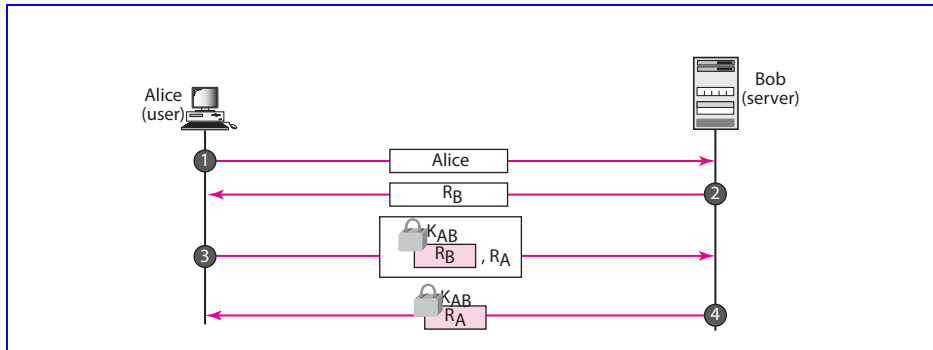 Alice
(user)
Bob
(server)
1
Alice
RB
2
KAB
3
RB , RA
KAB
RA
4